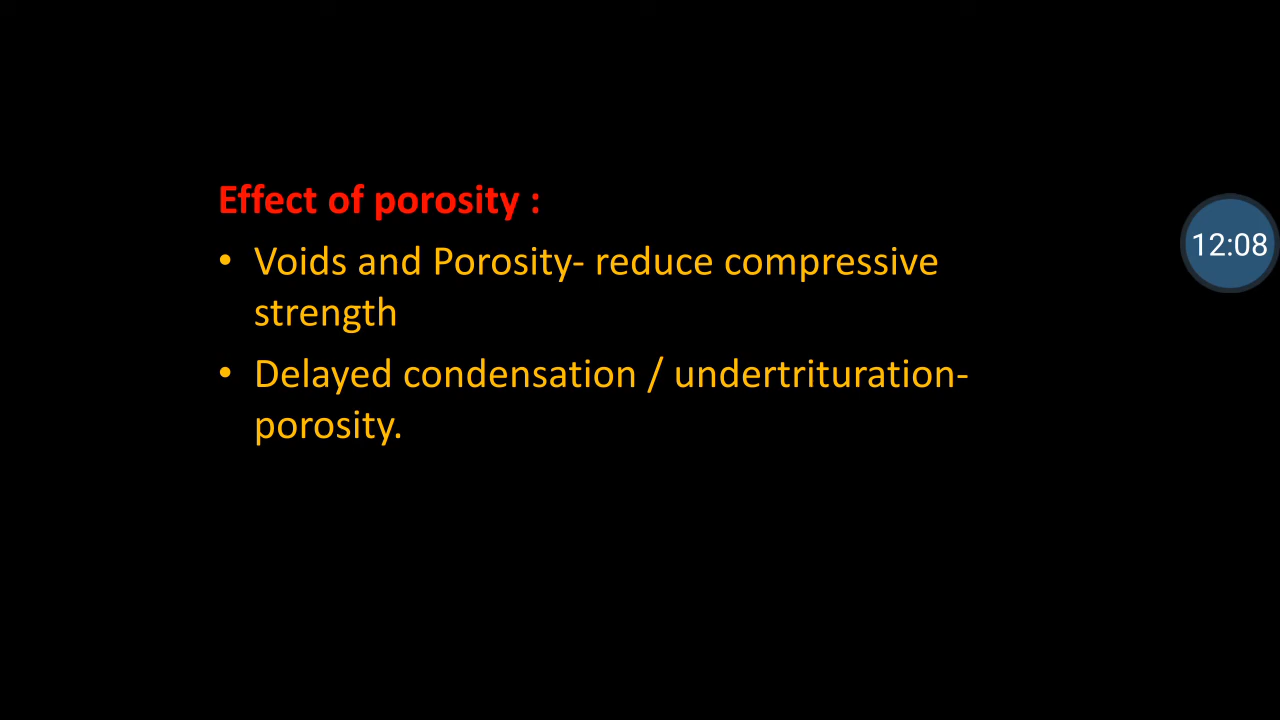 Effect of porosity :
• Voids and Porosity- reduce compressive
strength
12:08
• Delayed condensation / undertrituration-
porosity.